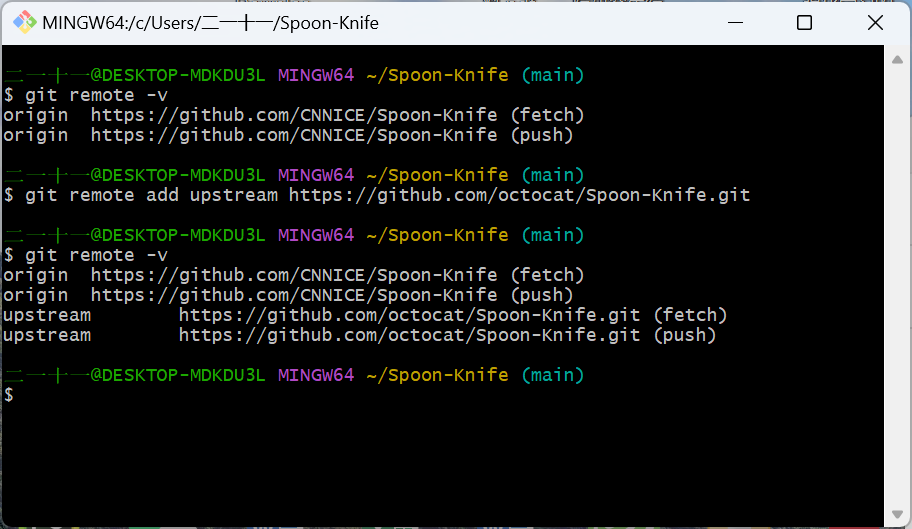 MINGW64:/c/Users/二一十一/Spoon-Knife
二一十一@DESKTOP-MDKDU3L MINGW64 ~/Spoon-Knife (main)
$ git remote -v
origin  https://github.com/CNNICE/Spoon-Knife (fetch)
origin  https://github.com/CNNICE/Spoon-Knife (push)
二一十一@DESKTOP-MDKDU3L MINGW64 ~/Spoon-Knife (main)
$ git remote add upstream https://github.com/octocat/Spoon-Knife.git
二一十一@DESKTOP-MDKDU3L MINGW64 ~/Spoon-Knife (main)
$ git remote -v
origin  https://github.com/CNNICE/Spoon-Knife (fetch)
origin  https://github.com/CNNICE/Spoon-Knife (push)
upstream        https://github.com/octocat/Spoon-Knife.git (fetch)
upstream        https://github.com/octocat/Spoon-Knife.git (push)
二一十一@DESKTOP-MDKDU3L MINGW64 ~/Spoon-Knife (main)
$